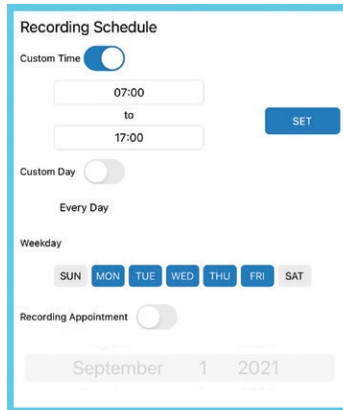 Recording Schedule
Custom Time
07:00
to
SET
17:00
Custom Day
Every Day
Weekday
SUN MON TUE WED THU FRI SAT
Recording Appointment
September 1 2021